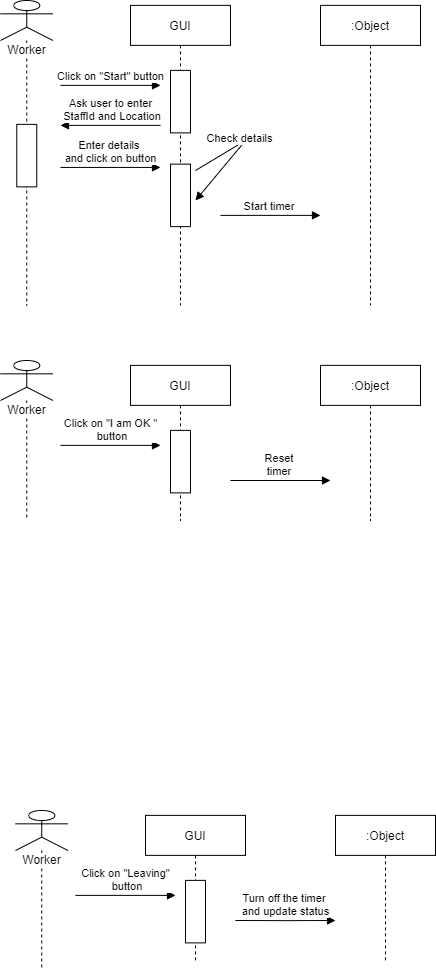 GUI
:Object
Worker
Click on "Start" button
Ask user to enter
StaffId and Location
Enter details
and click on button
Check details
Start timer
GUI
:Object
Worker
Click on "I am OK "
button
Reset
timer
GUI
:Object
Worker
Click on "Leaving"
button
Turn off the timer
and update status